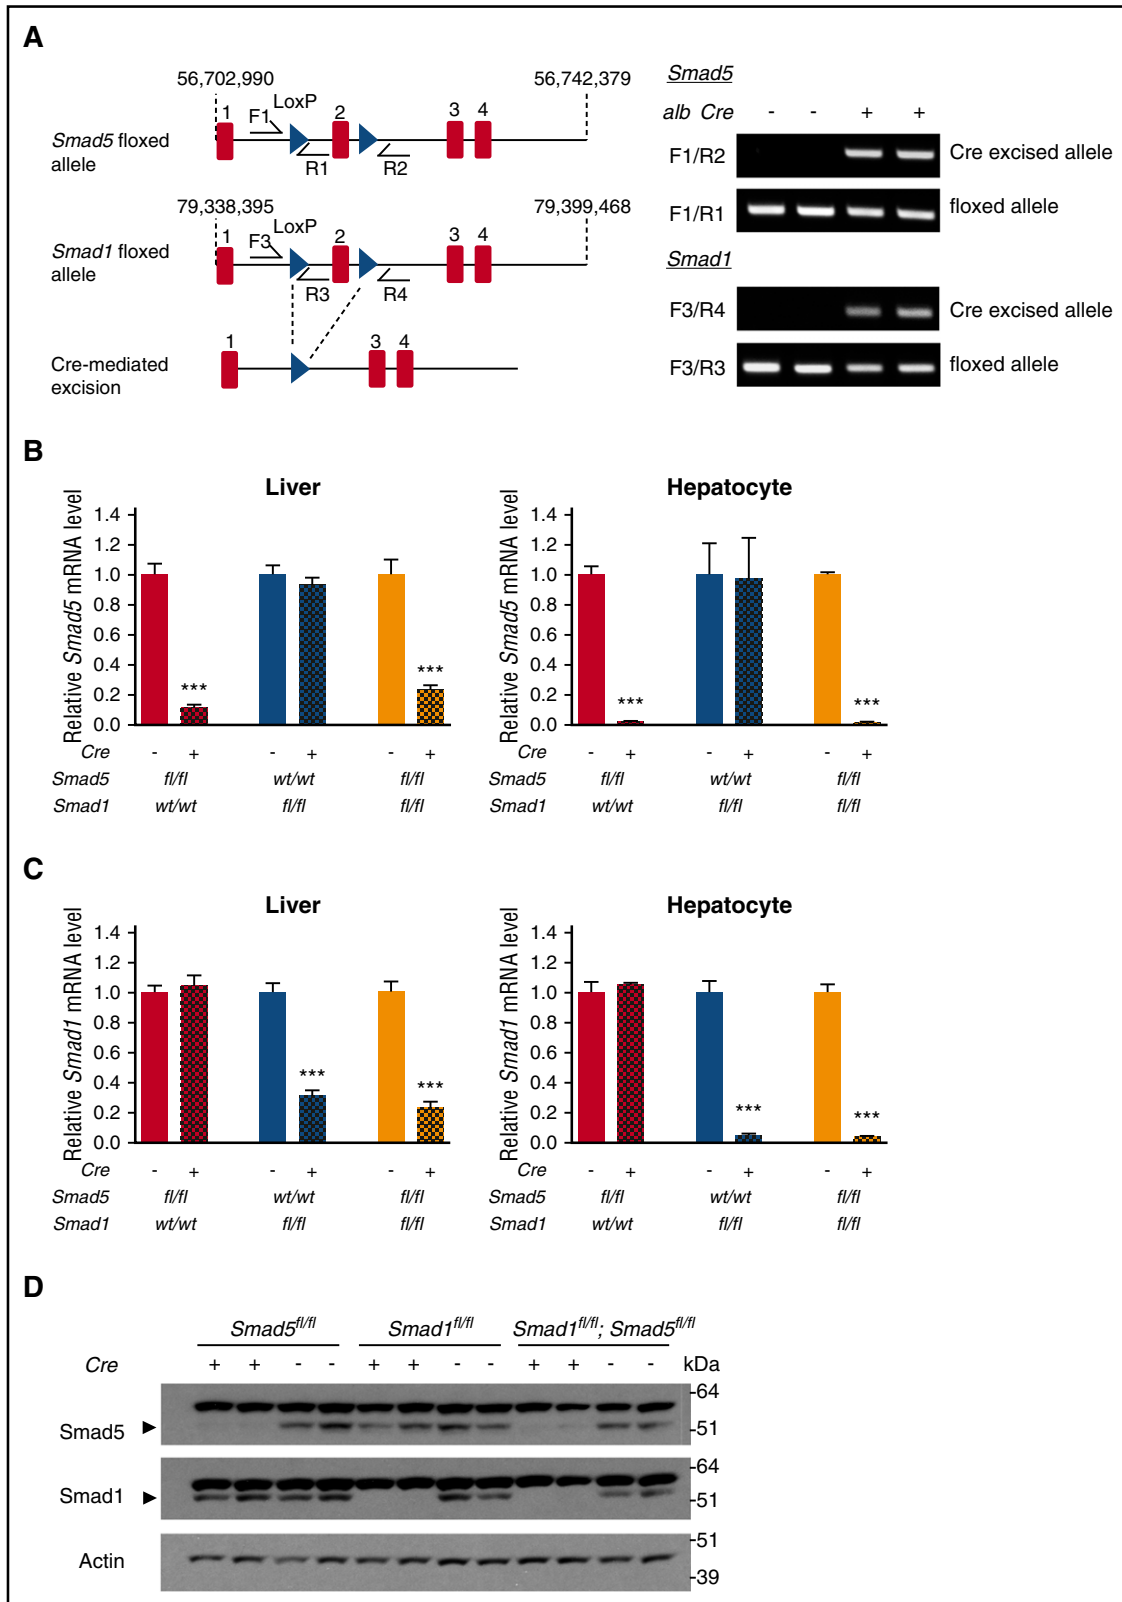 A
56,702,990
56,742,379
LoxP
1
F1
2
3
4
Smad5 floxed
allele
R1
R2
79,338,395
79,399,468
LoxP
1
F3
2
3
4
Smad1 floxed
allele
R3
R4
1
3
4
Cre-mediated
excision
Smad5
alb Cre - - + +
F1/R2 Cre excised allele
F1/R1 floxed allele
Smad1
F3/R4 Cre excised allele
F3/R3 floxed allele
B
Liver
Relative Smad5 mRNA level
1.4
1.2
1.0
0.8
0.6
0.4
0.2
0.0
***
***
Cre - + - + - +
Smad5 fl/fl wt/wt fl/fl
Smad1 wt/wt fl/fl fl/fl
Hepatocyte
Relative Smad5 mRNA level
1.4
1.2
1.0
0.8
0.6
0.4
0.2
0.0
***
***
- + - + - +
fl/fl wt/wt fl/fl
wt/wt fl/fl fl/fl
C
Liver
Relative Smad1 mRNA level
1.4
1.2
1.0
0.8
0.6
0.4
0.2
0.0
***
***
Cre - + - + - +
Smad5 fl/fl wt/wt fl/fl
Smad1 wt/wt fl/fl fl/fl
Hepatocyte
Relative Smad1 mRNA level
1.4
1.2
1.0
0.8
0.6
0.4
0.2
0.0
***
***
- + - + - +
fl/fl wt/wt fl/fl
wt/wt fl/fl fl/fl
D
Smad5fl/fl Smad1fl/fl Smad1fl/fl; Smad5fl/fl
Cre + + - - + + - - + + - - kDa
-64
Smad5 -51
-64
Smad1 -51
-51
Actin
-39